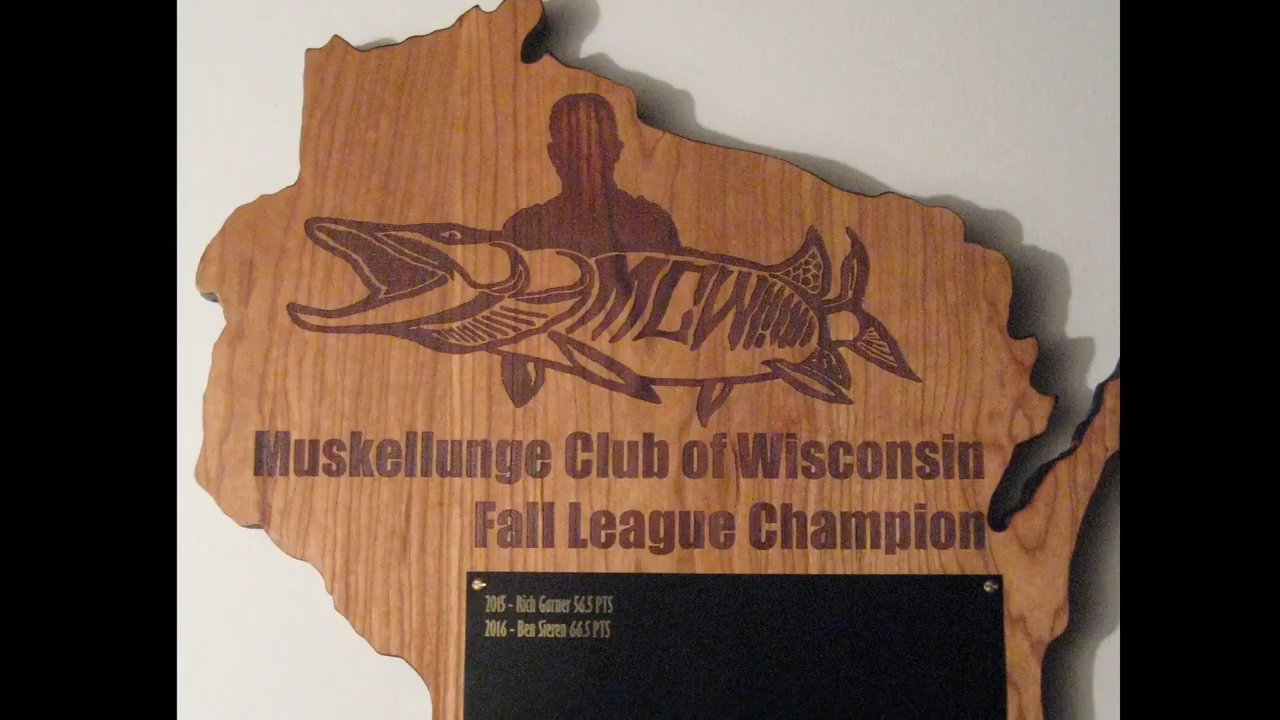 MCW
Muskellunge Club of Wisconsin
Fall League Champion
2015 - Rich Garner 56.5 PTS
2016 - Ben Sieren 66.5 PTS